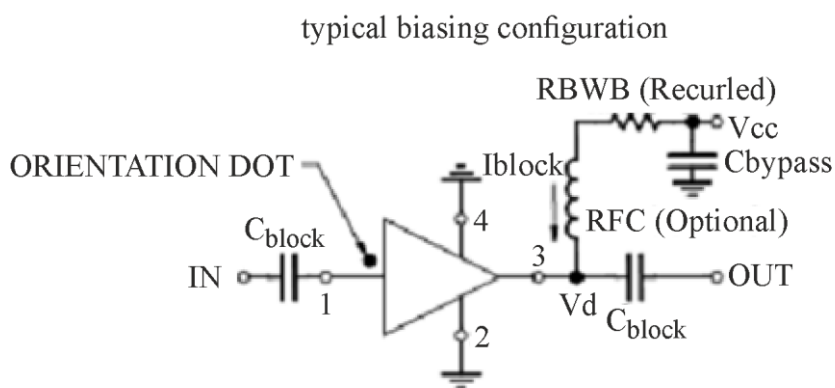 typical biasing configuration
RBWB (Recurled)
Vcc
ORIENTATION DOT
Iblock
Cbypass
4
RFC (Optional)
Cblock
3
IN
OUT
1
Vd
Cblock
2